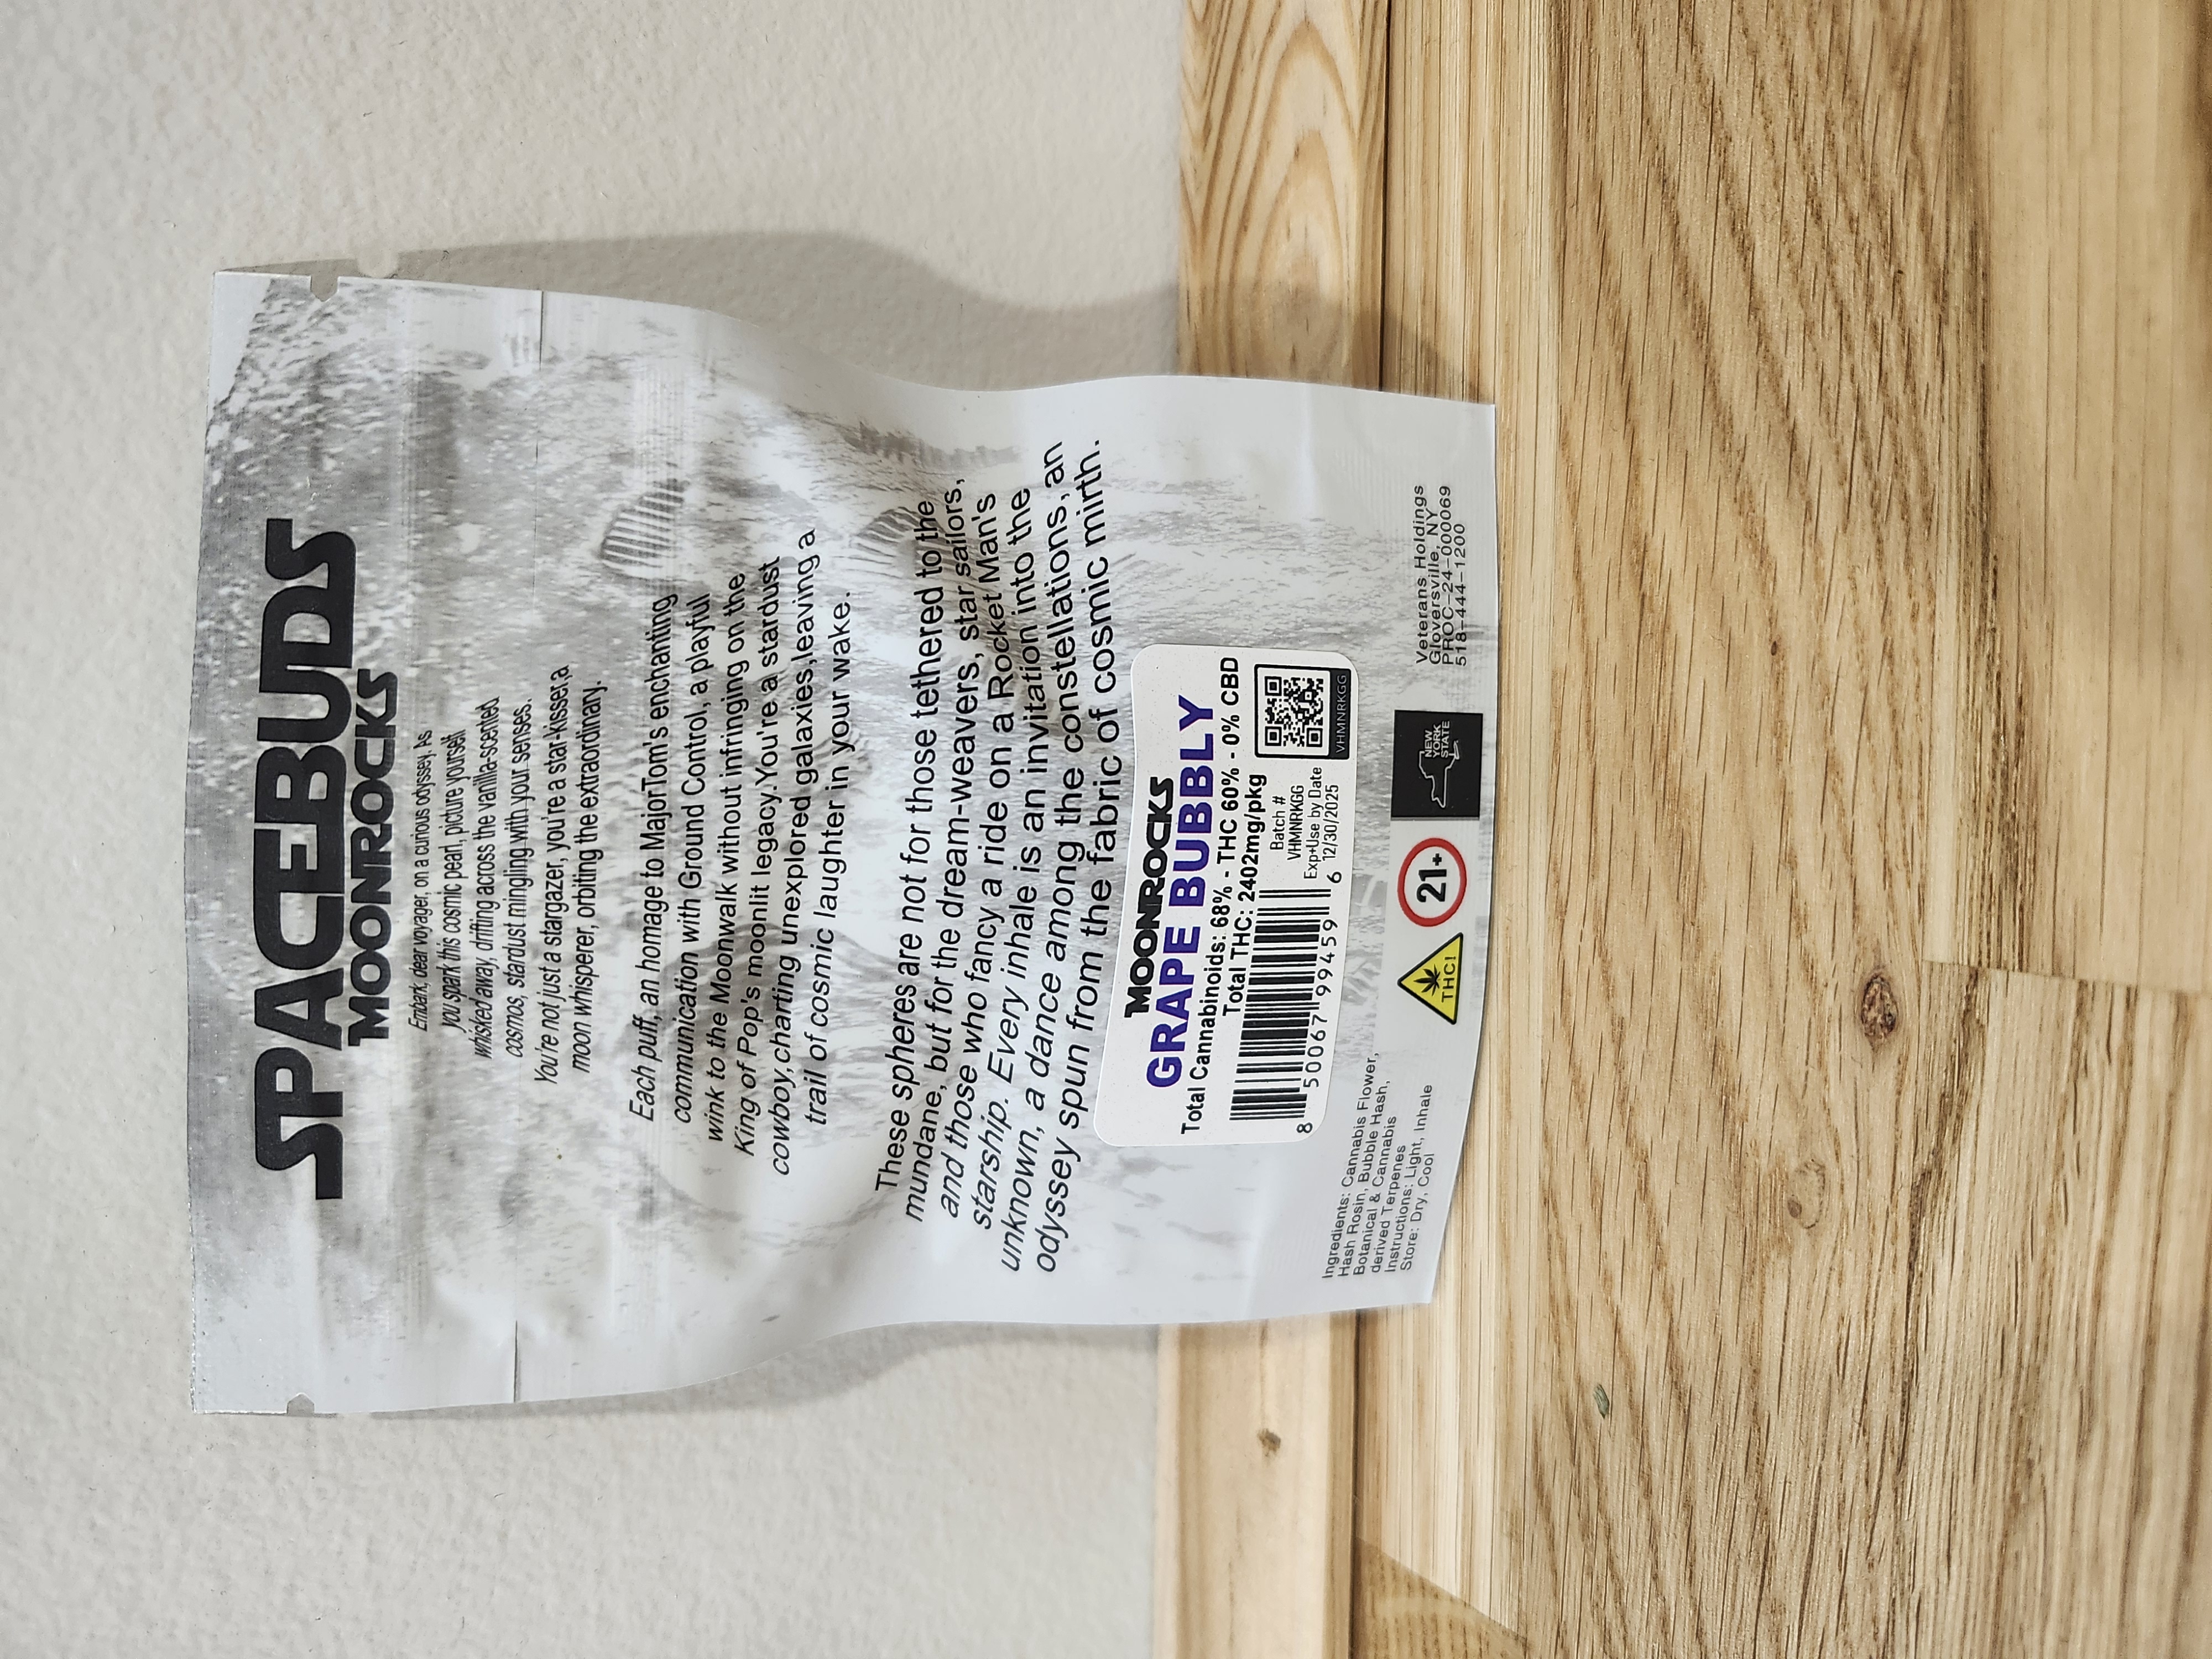 SPACEBUDS
MOONROCKS
Embark, dear voyager, on a curious odyssey. As
you spark this cosmic pearl, picture yourself
whisked away, drifting across the vanilla-scented
cosmos, stardust mingling with your senses.
You're not just a stargazer, you're a star-kisser,a
moon whisperer, orbiting the extraordinary.
Each puff, an homage to MajorTom's enchanting
communication with Ground Control, a playful
wink to the Moonwalk without infringing on the
King of Pop's moonlit legacy.You're a stardust
cowboy,charting unexplored galaxies,leaving a
trail of cosmic laughter in your wake.
These spheres are not for those tethered to the
mundane, but for the dream-weavers, star sailors,
and those who fancy a ride on a Rocket Man's
starship. Every inhale is an invitation into the
unknown, a dance among the constellations, an
odyssey spun from the fabric of cosmic mirth.
MOONROCKS
GRAPE BUBBLY
Total Cannabinoids: 68% - THC 60% - 0% CBD
Total THC: 2402mg/pkg
Batch #
VHMNRKGG
Exp+Use by Date
12/30/2025
8 50067 99459 6
VHMNRKGG
Ingredients: Cannabis Flower,
Hash Rosin, Bubble Hash,
Botanical & Cannabis
derived Terpenes
Instructions: Light, Inhale
Store: Dry, Cool
THC!
21+
NEW
YORK
STATE
Veterans Holdings
Gloversville, NY
PROC-24-000069
518-444-1200